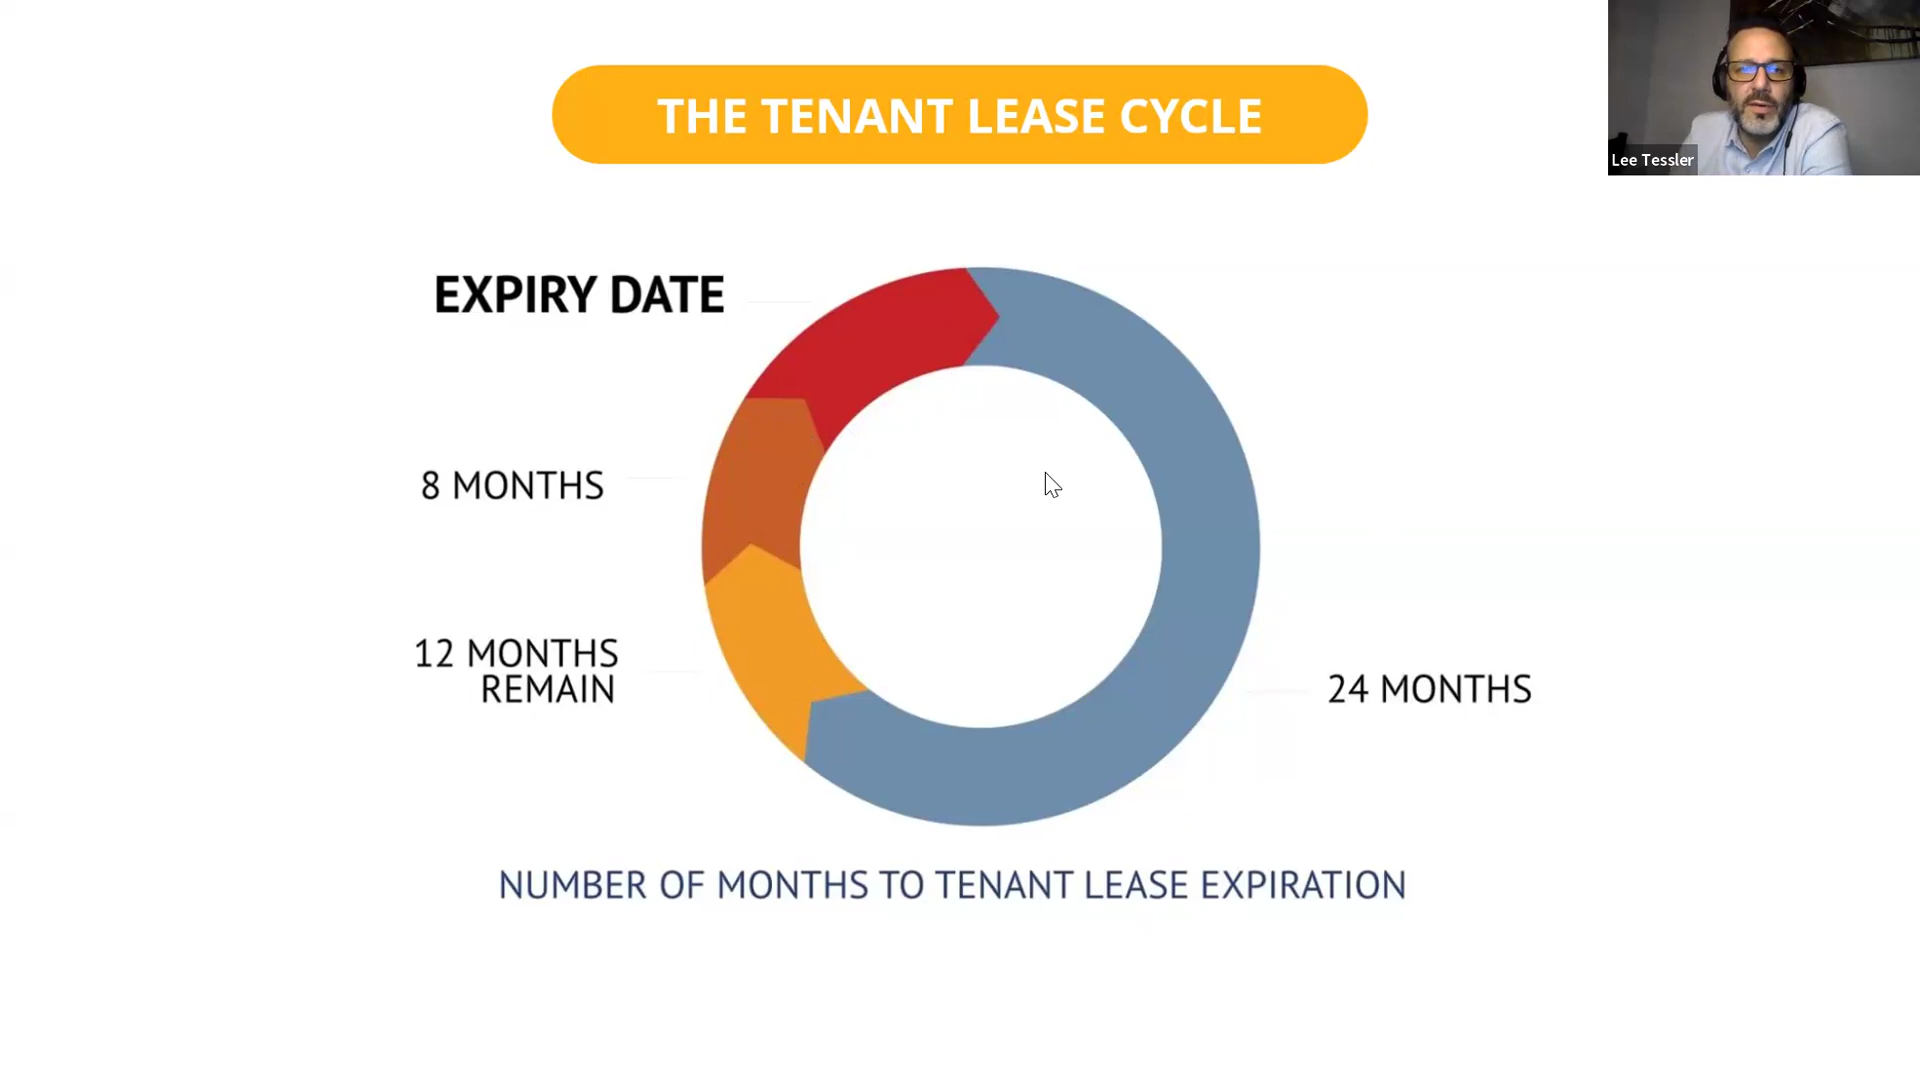 THE TENANT LEASE CYCLE
Lee Tessler
EXPIRY DATE
8 MONTHS
12 MONTHS
REMAIN
24 MONTHS
NUMBER OF MONTHS TO TENANT LEASE EXPIRATION